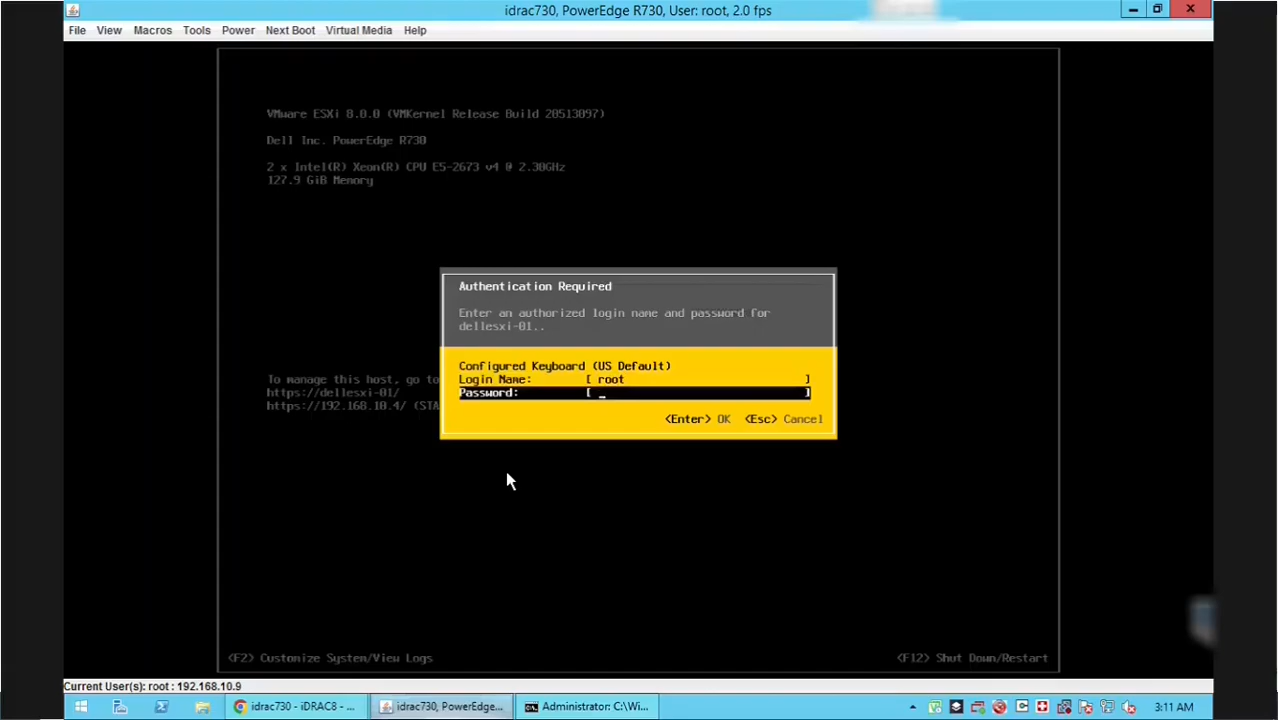 idrac730, PowerEdge R730, User: root, 2.0 fps
File View Macros Tools Power Next Boot Virtual Media Help
VMware ESXi 8.0.0 (VMKernel Release Build 20513097)
Dell Inc. PowerEdge R730
2 x Intel(R) Xeon(R) CPU E5-2673 v4 @ 2.30GHz
127.9 GiB Memory
Authentication Required
Enter an authorized login name and password for
dellesxi-01..
Configured Keyboard (US Default)
To manage this host, go to
Login Name: [ root ]
https://dellesxi-01/
Password: [ _ ]
https://192.168.10.4/ (STA
<Enter> OK <Esc> Cancel
<F2> Customize System/View Logs
<F12> Shut Down/Restart
Current User(s): root : 192.168.10.9
idrac730 - iDRAC8 - ...
idrac730, PowerEdge...
Administrator: C:\Wi...
3:11 AM